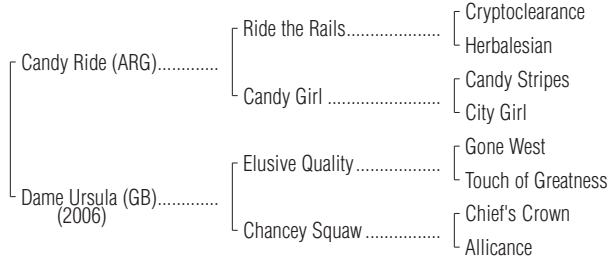 Cryptoclearance
Ride the Rails
Herbalesian
Candy Ride (ARG)
Candy Stripes
Candy Girl
City Girl
Gone West
Elusive Quality
Touch of Greatness
Dame Ursula (GB)
(2006)
Chief's Crown
Chancey Squaw
Allicance